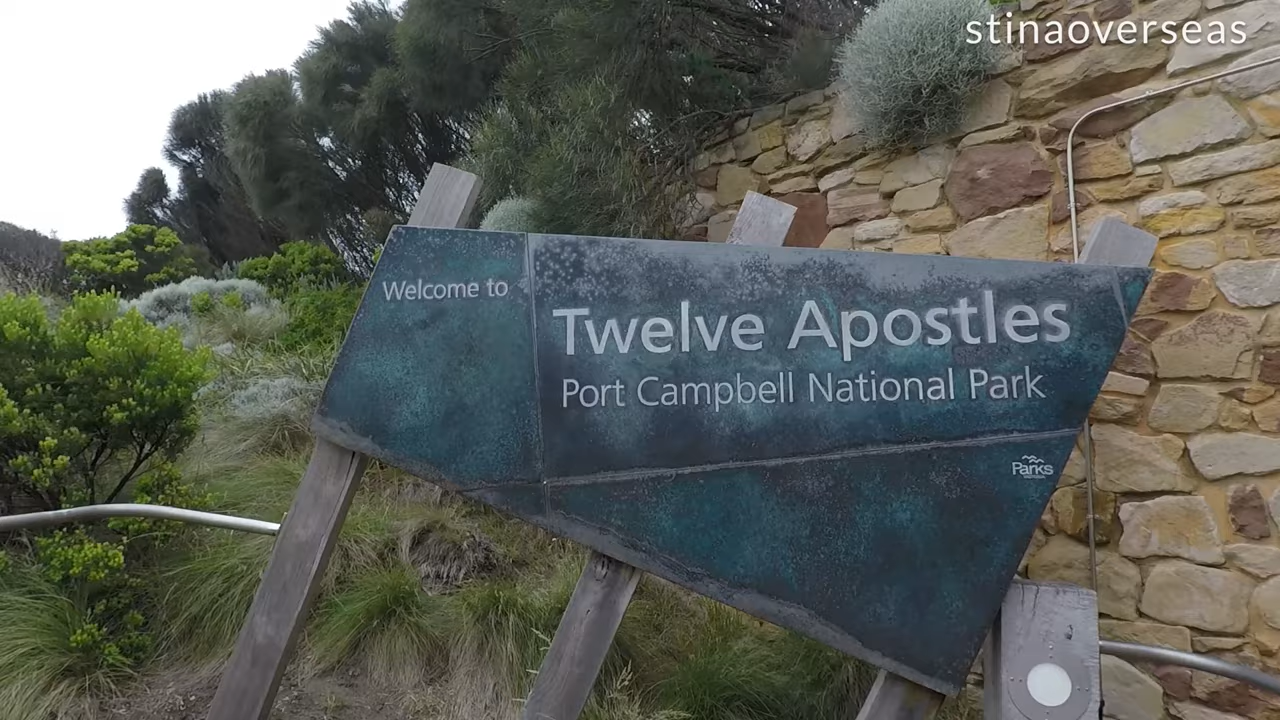 stinaoverseas
Welcome to
Twelve Apostles
Port Campbell National Park
Parks